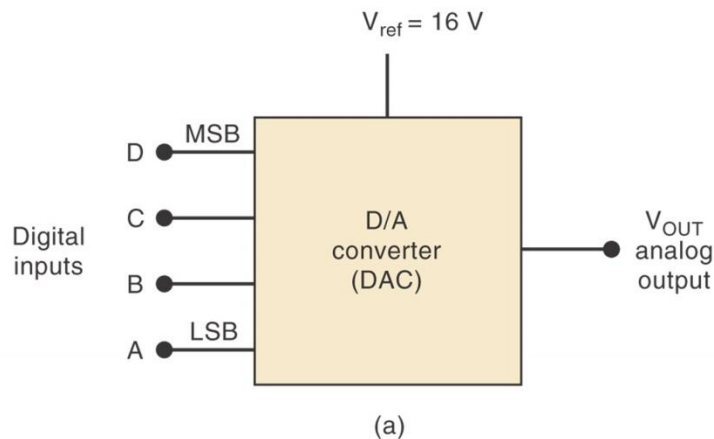 V_ref = 16 V
D
MSB
C
B
A
LSB
Digital
inputs
D/A
converter
(DAC)
V_OUT
analog
output
(a)